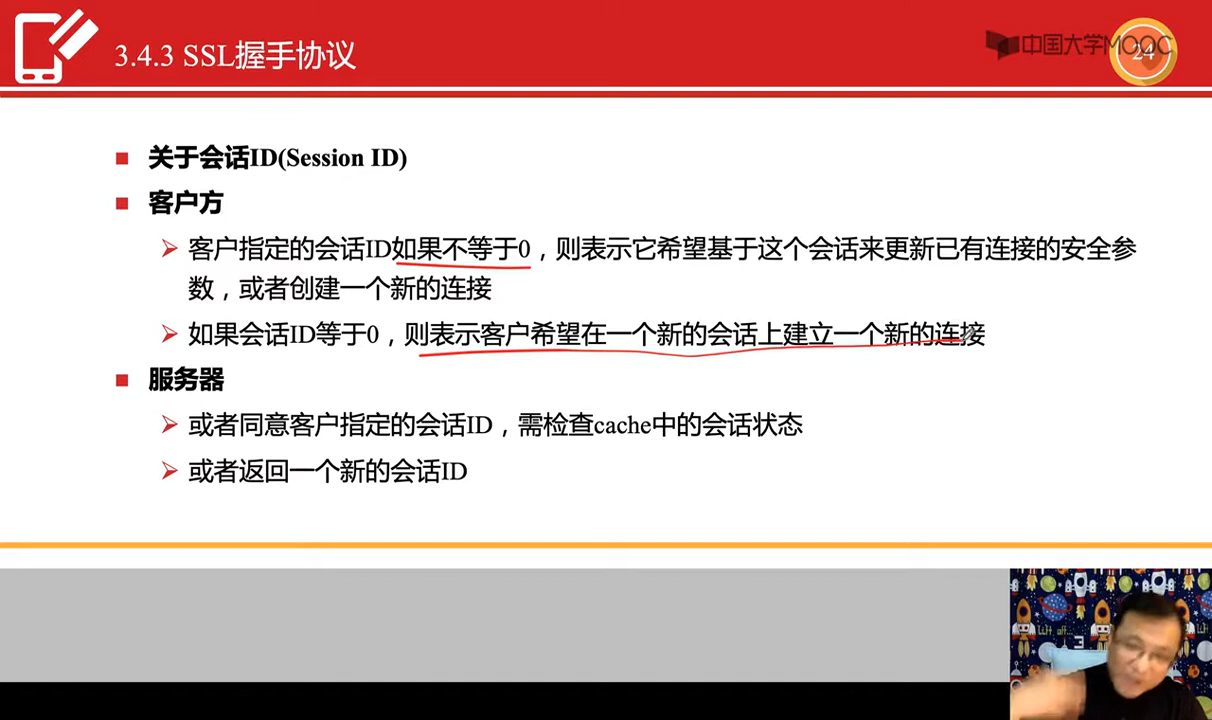 3.4.3 SSL握手协议
中国大学MOOC
24
关于会话ID(Session ID)
客户方
客户指定的会话ID如果不等于0，则表示它希望基于这个会话来更新已有连接的安全参
数，或者创建一个新的连接
如果会话ID等于0，则表示客户希望在一个新的会话上建立一个新的连接
服务器
或者同意客户指定的会话ID，需检查cache中的会话状态
或者返回一个新的会话ID